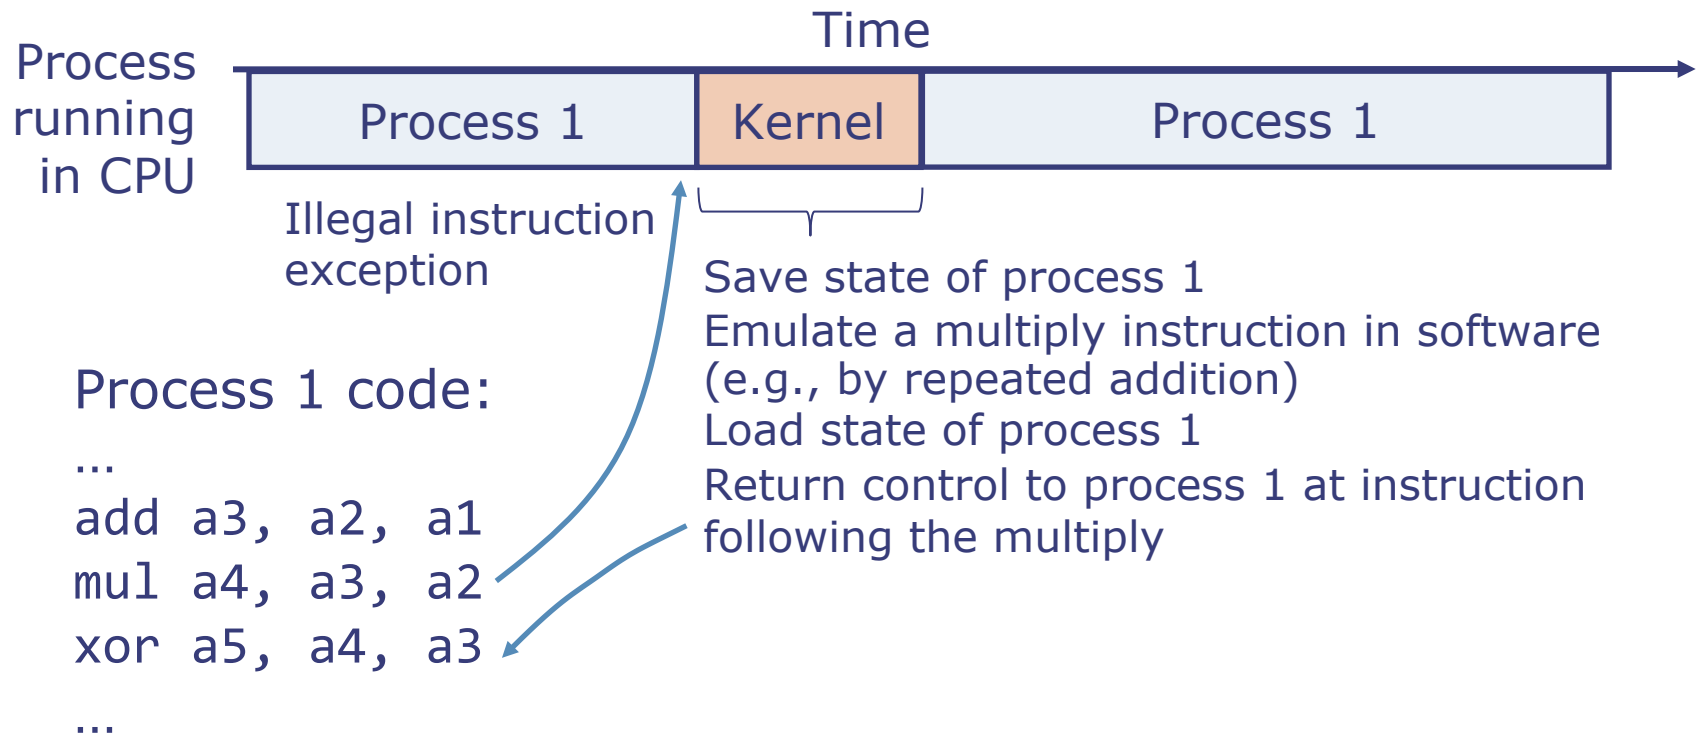 Time
Process
running
in CPU
Process 1
Kernel
Process 1
Illegal instruction
exception
Save state of process 1
Emulate a multiply instruction in software
(e.g., by repeated addition)
Load state of process 1
Return control to process 1 at instruction
following the multiply
Process 1 code:
…
add a3, a2, a1
mul a4, a3, a2
xor a5, a4, a3
…